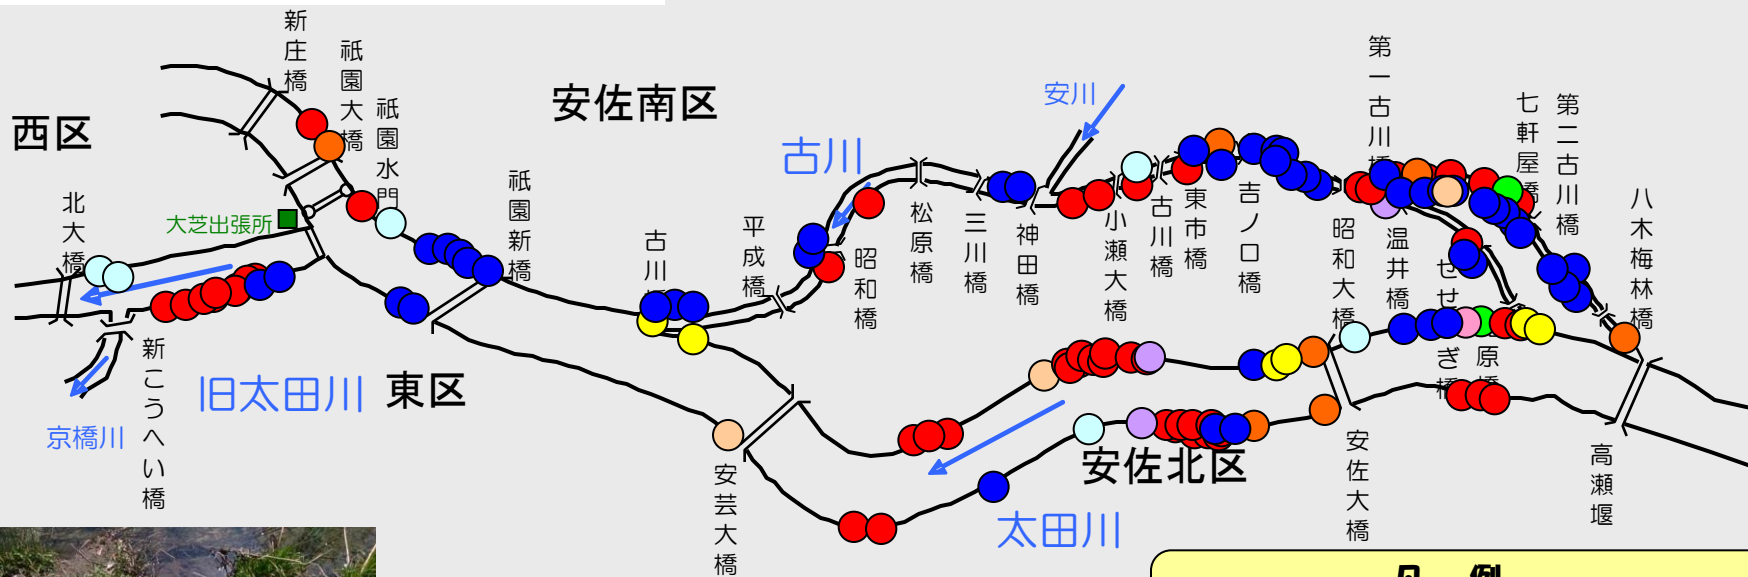 新庄橋
祇園大橋
祇園水門
西区
安佐南区
安川
古川
第一古川橋
七軒屋橋
第二古川橋
八木梅林橋
北大橋
大芝出張所
祇園新橋
古川橋
平成橋
昭和橋
松原橋
三川橋
神田橋
小瀬大橋
古川橋
東市橋
吉ノ口橋
昭和大橋
温井橋
せせ
ぎ橋
原橋
新こうへい橋
旧太田川
東区
京橋川
安芸大橋
安佐北区
太田川
安佐大橋
高瀬堰
凡例